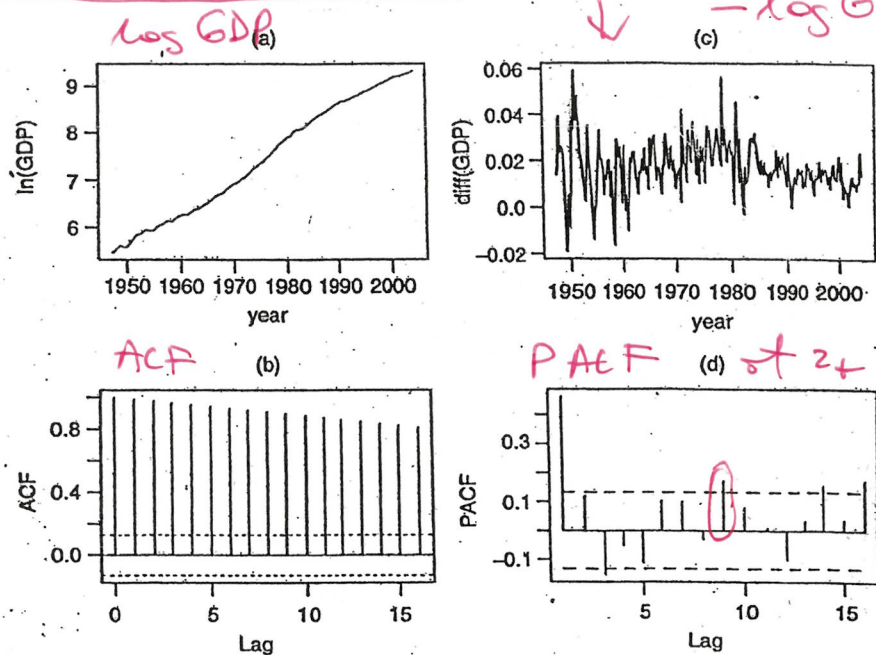 log GDP
(a)
ln(GDP)
9
8
7
6
1950 1960 1970 1980 1990 2000
year
- log G
(c)
diff(GDP)
0.06
0.04
0.02
0.0
-0.02
1950 1960 1970 1980 1990 2000
year
ACF
(b)
ACF
0.8
0.4
0.0
0 5 10 15
Lag
PACF of zt
(d)
PACF
0.3
0.1
-0.1
5 10 15
Lag